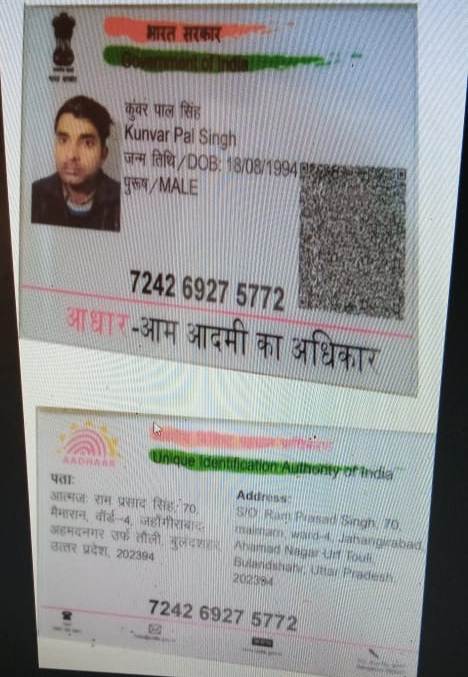 भारत सरकार
Government of India
कुंवर पाल सिंह
Kunvar Pal Singh
जन्म तिथि/DOB: 18/08/1994
पुरूष/MALE
7242 6927 5772
आधार-आम आदमी का अधिकार
AADHAAR
Unique Identification Authority of India
पता:
आत्मज: राम प्रसाद सिंह, 70,
मैमारान, वॉर्ड-4, जहाँगीराबाद,
अहमदनगर उर्फ तौली, बुलंदशहर,
उत्तर प्रदेश, 202394
Address:
S/O: Ram Prasad Singh, 70,
maimarn, ward-4, Jahangirabad,
Ahamad Nagar Urf Touli,
Bulandshahr, Uttar Pradesh,
202394
7242 6927 5772